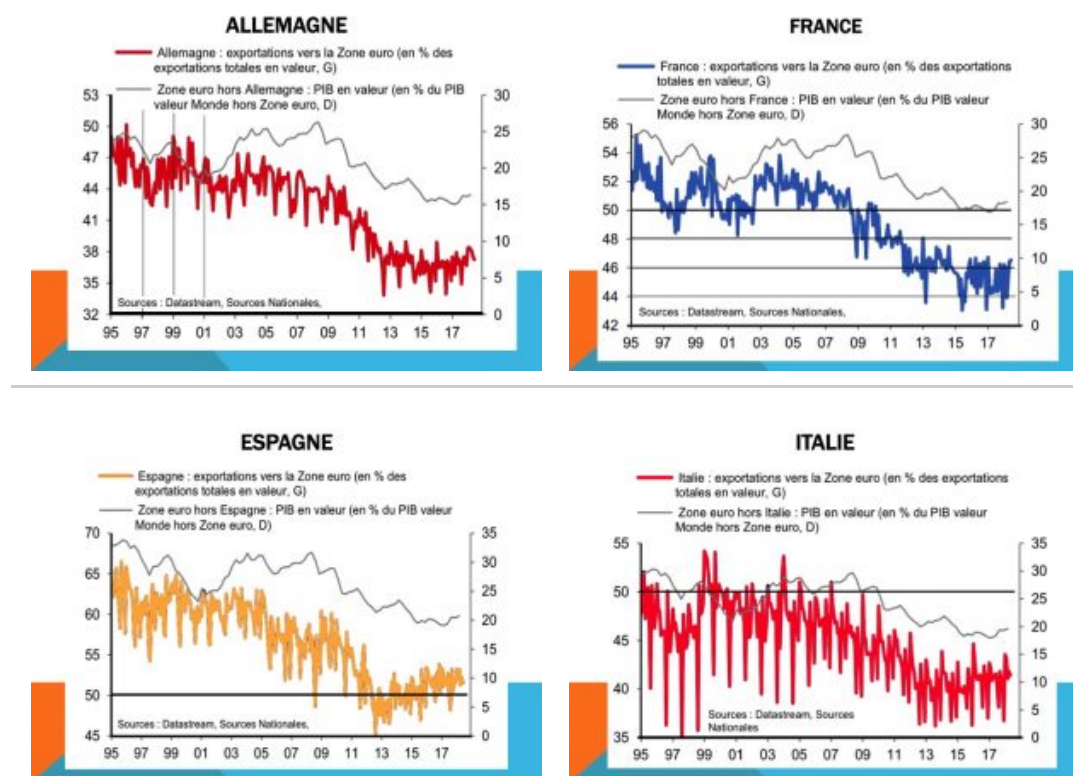 ALLEMAGNE
Allemagne : exportations vers la Zone euro (en % des
exportations totales en valeur, G)
Zone euro hors Allemagne : PIB en valeur (en % du PIB
valeur Monde hors Zone euro, D)
53
50
47
44
41
38
35
32
30
25
20
15
10
5
0
Sources : Datastream, Sources Nationales,
95 97 99 01 03 05 07 09 11 13 15 17
FRANCE
France : exportations vers la Zone euro (en % des exportations
totales en valeur, G)
Zone euro hors France : PIB en valeur (en % du PIB valeur
Monde hors Zone euro, D)
56
54
52
50
48
46
44
42
30
25
20
15
10
5
0
Sources : Datastream, Sources Nationales,
95 97 99 01 03 05 07 09 11 13 15 17
ESPAGNE
Espagne : exportations vers la Zone euro (en % des
exportations totales en valeur, G)
Zone euro hors Espagne : PIB en valeur (en % du PIB valeur
Monde hors Zone euro, D)
70
65
60
55
50
45
35
30
25
20
15
10
5
0
Sources : Datastream, Sources Nationales,
95 97 99 01 03 05 07 09 11 13 15 17
ITALIE
Italie : exportations vers la Zone euro (en % des exportations
totales en valeur, G)
Zone euro hors Italie : PIB en valeur (en % du PIB valeur
Monde hors Zone euro, D)
55
50
45
40
35
35
30
25
20
15
10
5
0
Sources : Datastream, Sources
Nationales
95 97 99 01 03 05 07 09 11 13 15 17